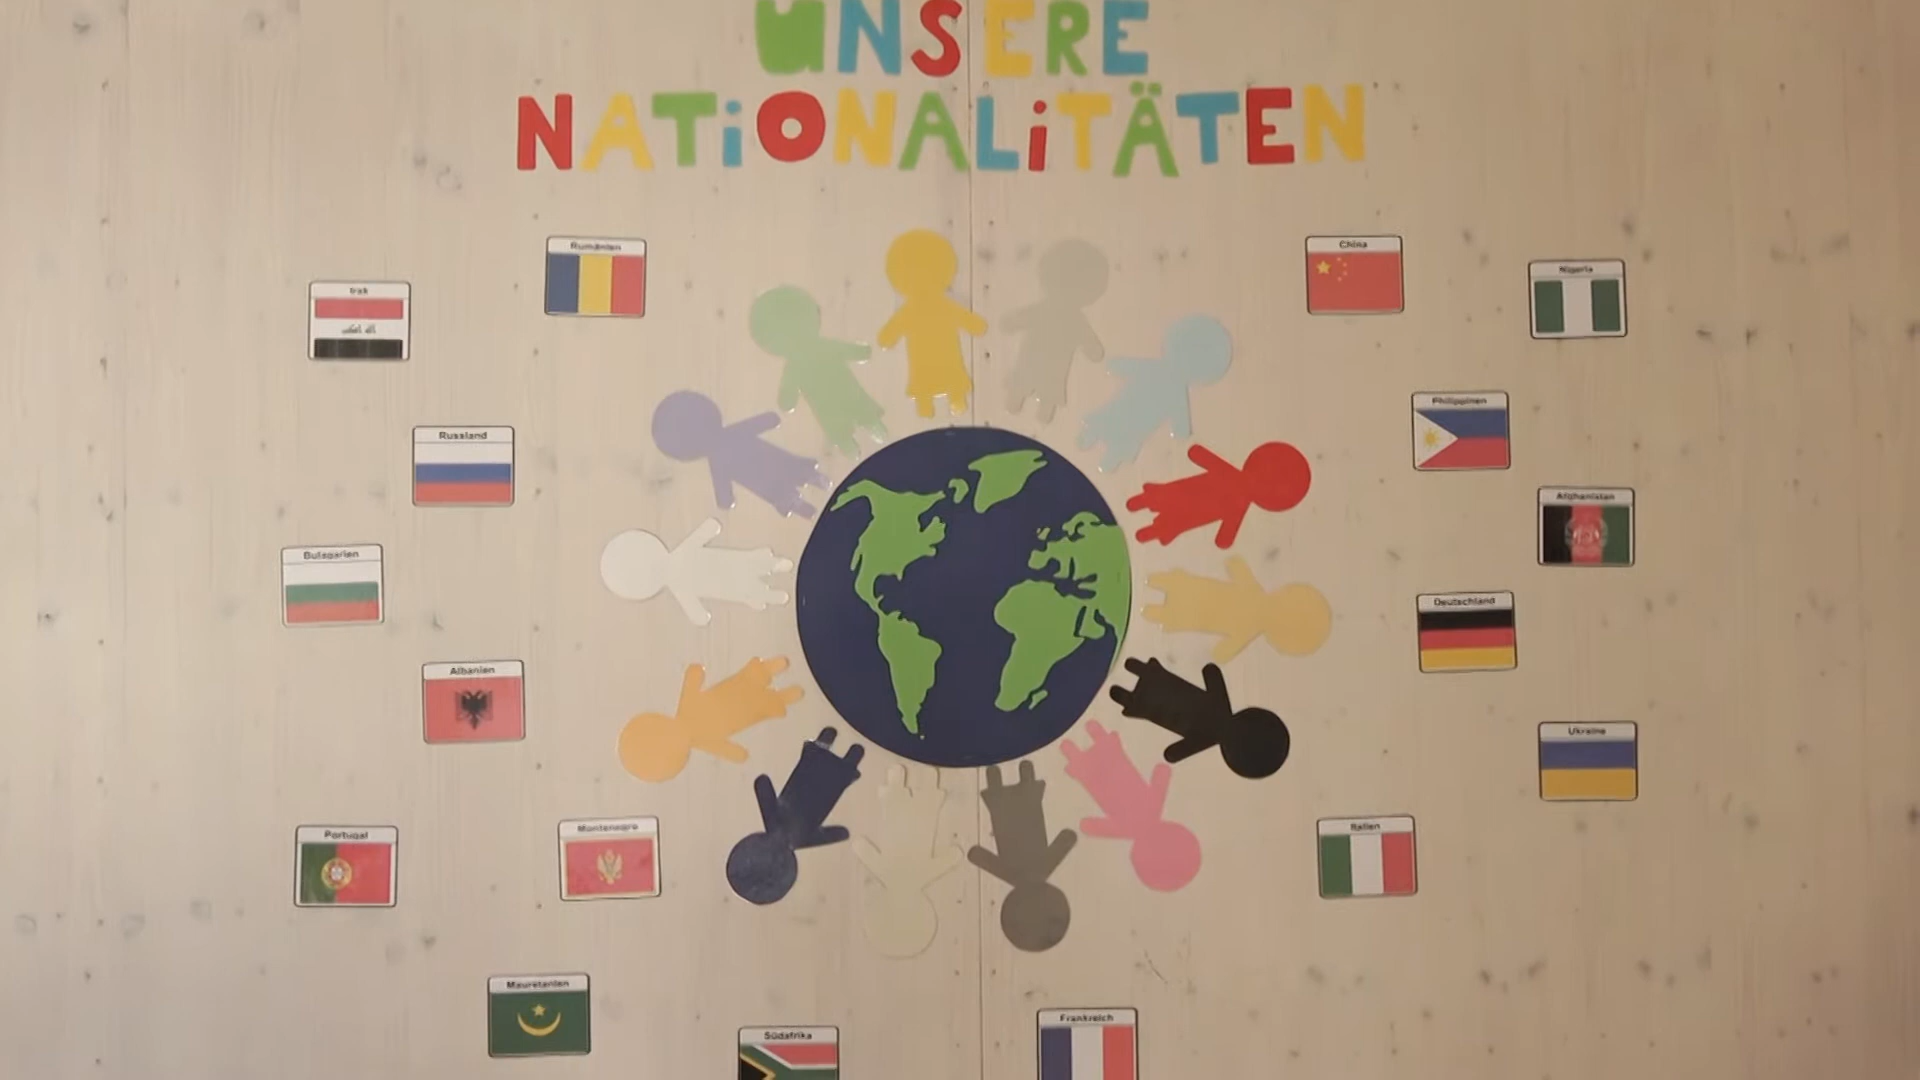 UNSERE
NATiONALiTÄTEN
Rumänien
China
Nigeria
Irak
Philippinen
Russland
Afghanistan
Bulgarien
Deutschland
Albanien
Ukraine
Italien
Portugal
Montenegro
Mauretanien
Frankreich
Südafrika